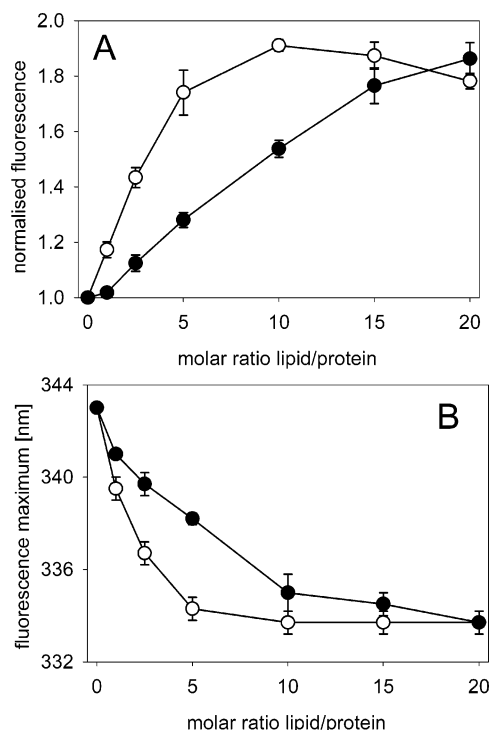 A
normalised fluorescence
2.0
1.8
1.6
1.4
1.2
1.0
0 5 10 15 20
molar ratio lipid/protein
B
fluorescence maximum [nm]
344
340
336
332
0 5 10 15 20
molar ratio lipid/protein